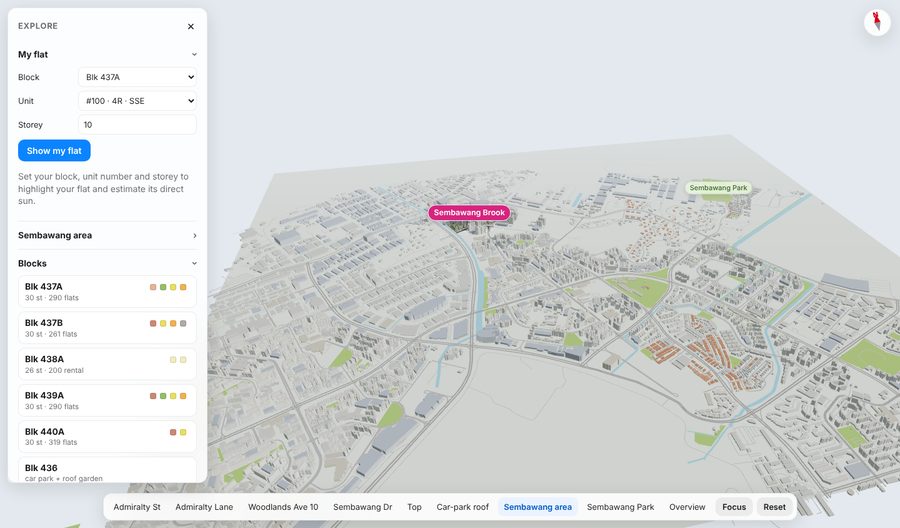 EXPLORE
My flat
Block
Blk 437A
Unit
#100 · 4R · SSE
Storey
10
Show my flat
Set your block, unit number and storey to
highlight your flat and estimate its direct
sun.
Sembawang area
Blocks
Blk 437A
30 st · 290 flats
Blk 437B
30 st · 261 flats
Blk 438A
26 st · 200 rental
Blk 439A
30 st · 290 flats
Blk 440A
30 st · 319 flats
Blk 436
car park + roof garden
Sembawang Brook
Sembawang Park
Admiralty St
Admiralty Lane
Woodlands Ave 10
Sembawang Dr
Top
Car-park roof
Sembawang area
Sembawang Park
Overview
Focus
Reset